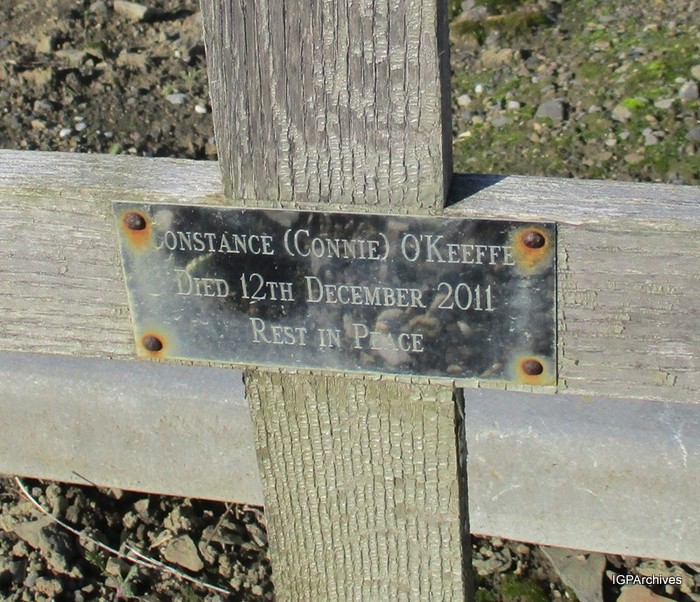 Constance (Connie) O'Keeffe
Died 12th December 2011
Rest in Peace
IGPArchives